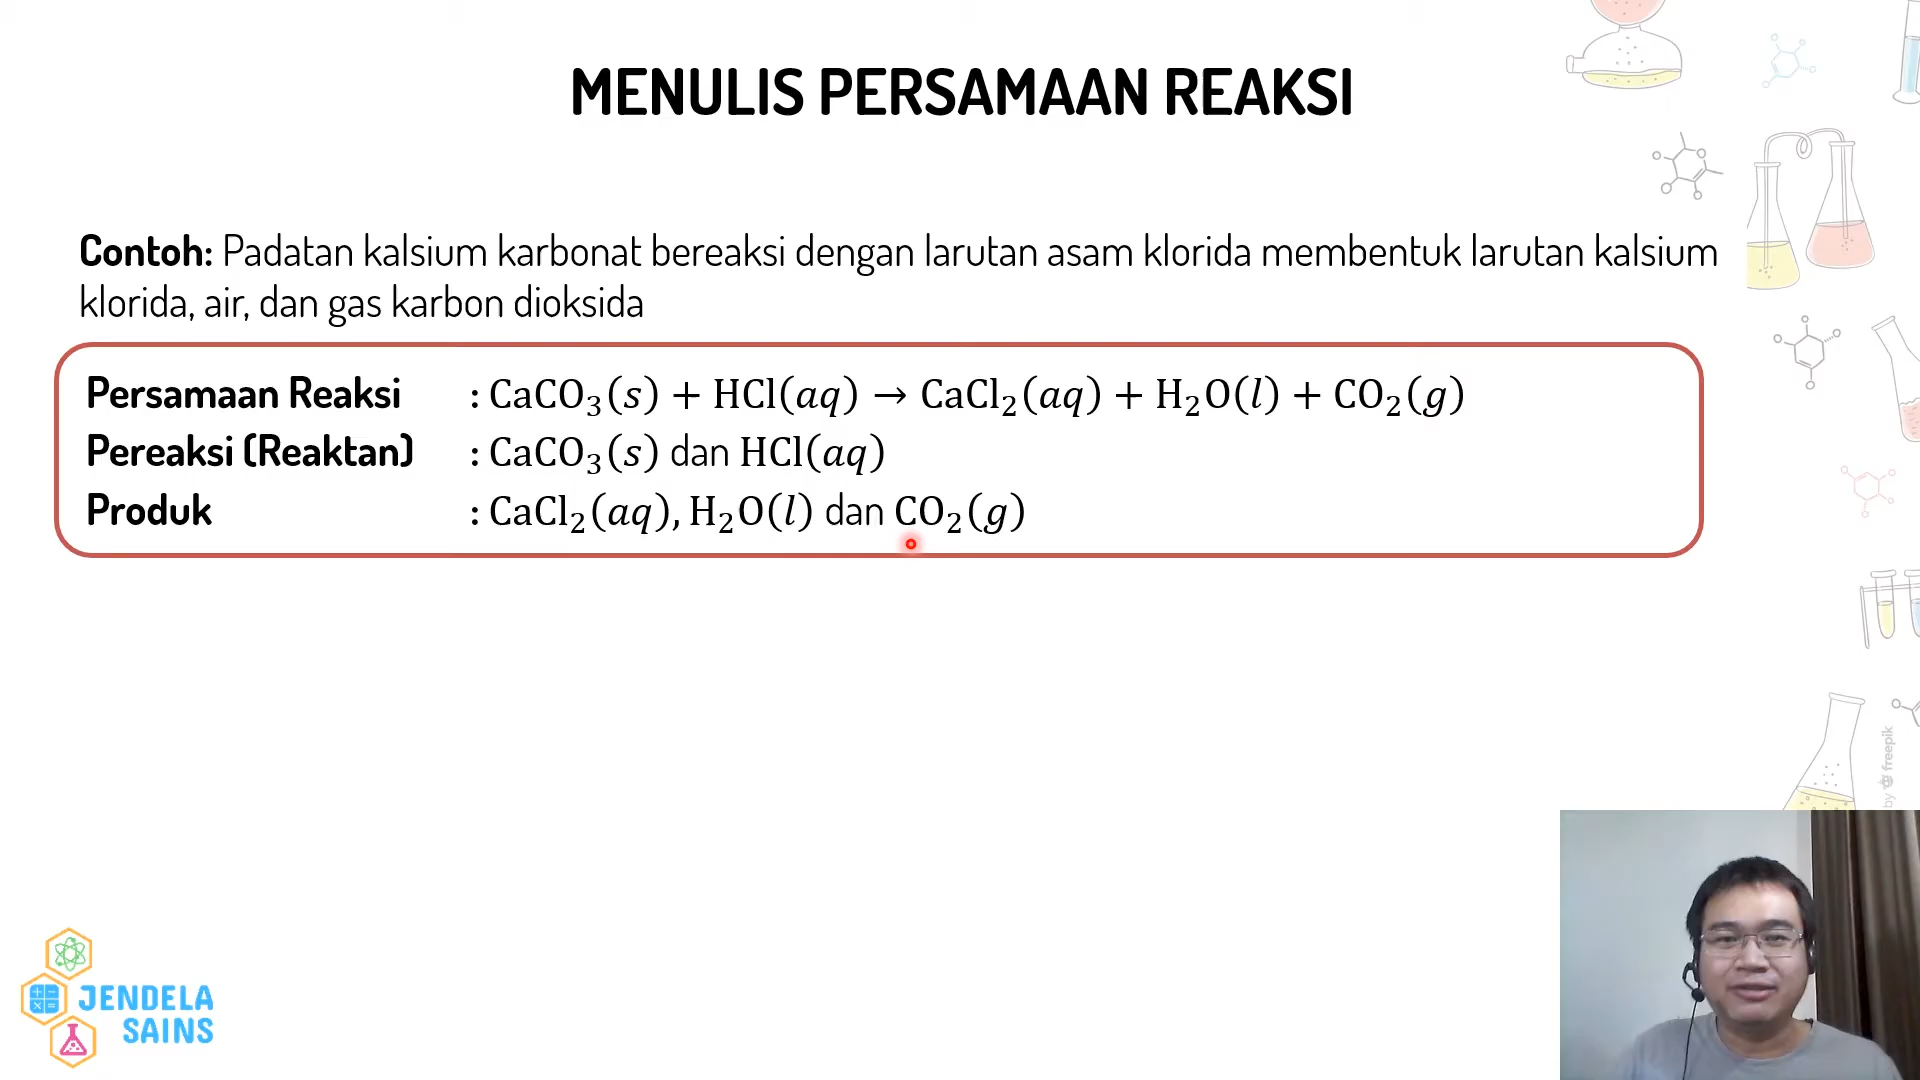 MENULIS PERSAMAAN REAKSI
Contoh: Padatan kalsium karbonat bereaksi dengan larutan asam klorida membentuk larutan kalsium
klorida, air, dan gas karbon dioksida
Persamaan Reaksi : CaCO₃(s) + HCl(aq) → CaCl₂(aq) + H₂O(l) + CO₂(g)
Pereaksi (Reaktan) : CaCO₃(s) dan HCl(aq)
Produk : CaCl₂(aq), H₂O(l) dan CO₂(g)
by freepik
JENDELA
SAINS